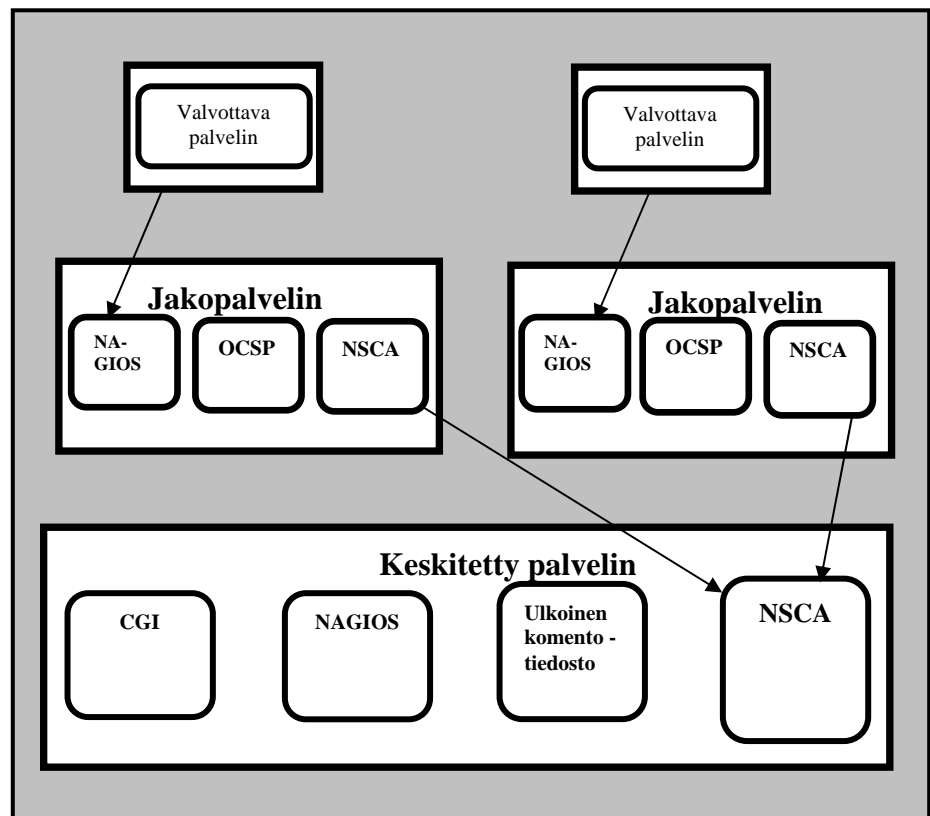 Valvottava
palvelin
Valvottava
palvelin
Jakopalvelin
NA-
GIOS
OCSP
NSCA
Jakopalvelin
NA-
GIOS
OCSP
NSCA
Keskitetty palvelin
CGI
NAGIOS
Ulkoinen
komento -
tiedosto
NSCA